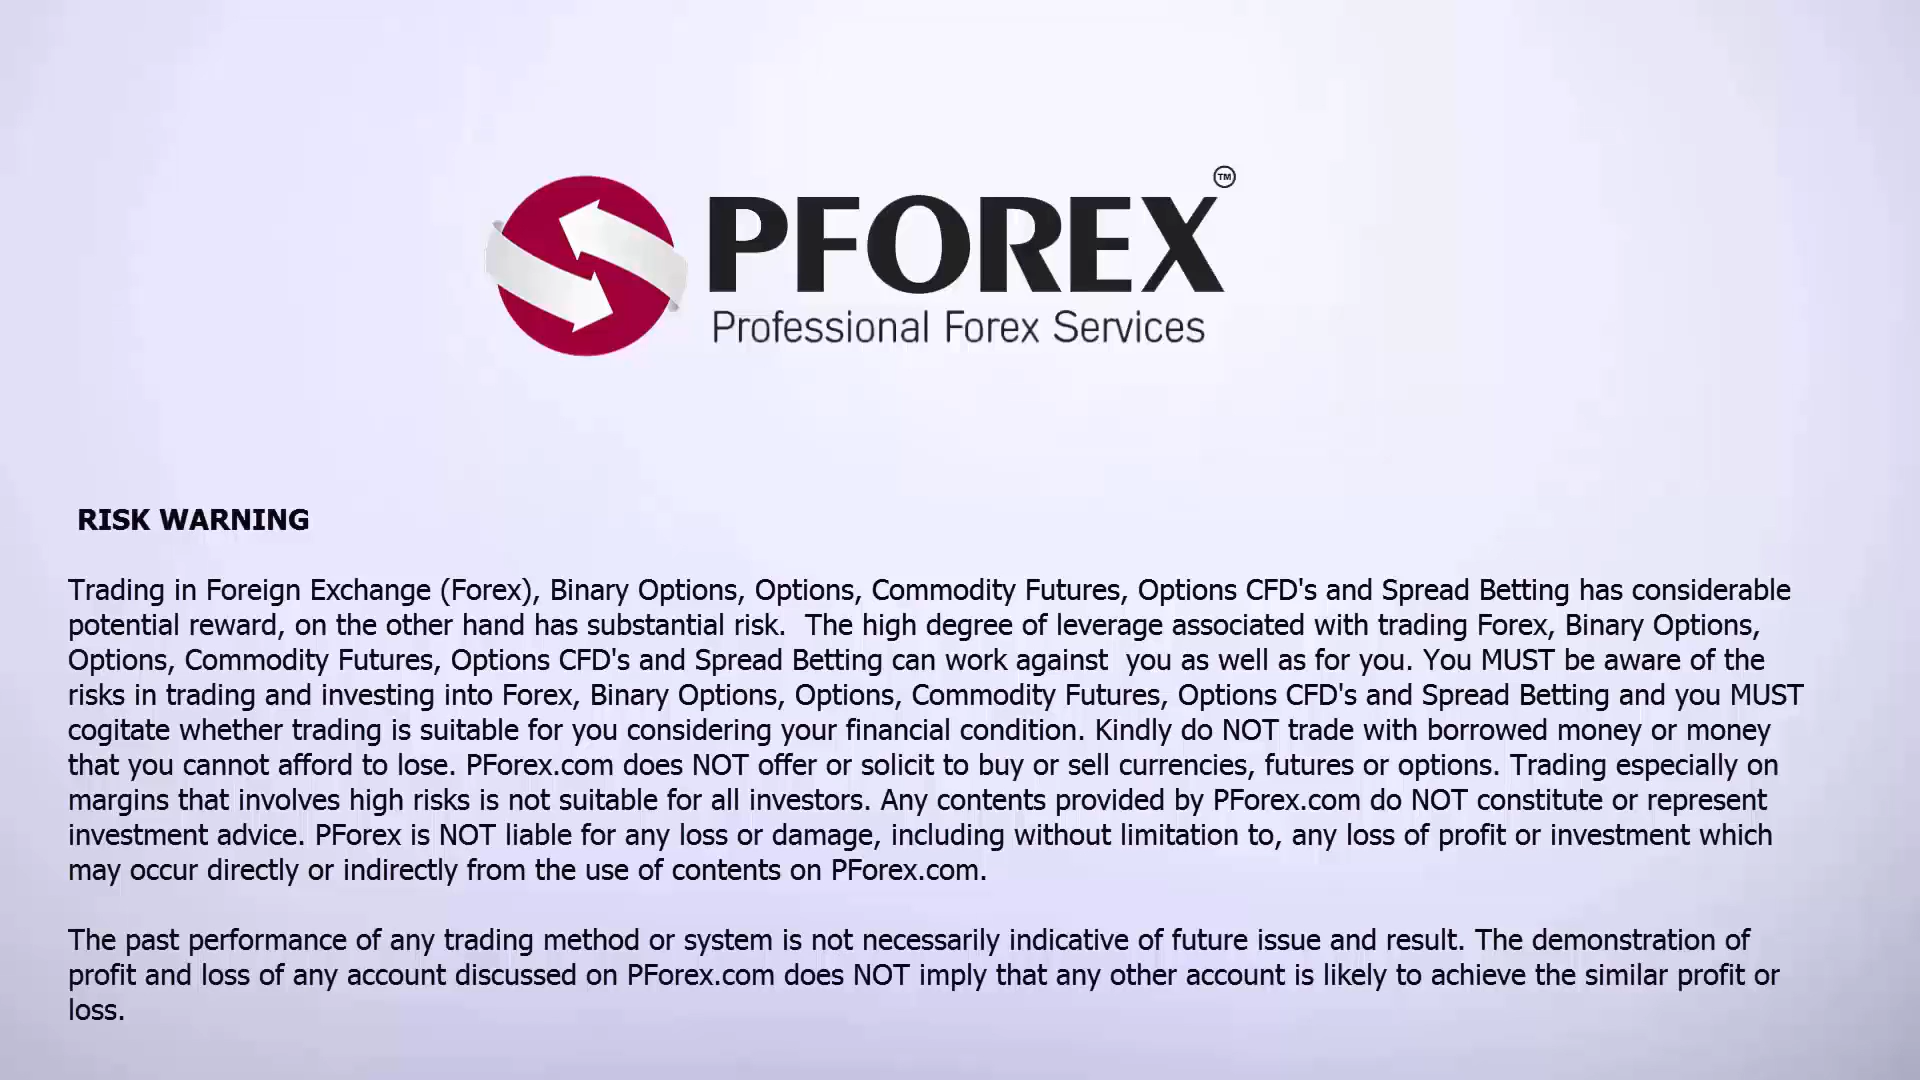 TM
PFOREX
Professional Forex Services
RISK WARNING
Trading in Foreign Exchange (Forex), Binary Options, Options, Commodity Futures, Options CFD's and Spread Betting has considerable
potential reward, on the other hand has substantial risk.  The high degree of leverage associated with trading Forex, Binary Options,
Options, Commodity Futures, Options CFD's and Spread Betting can work against  you as well as for you. You MUST be aware of the
risks in trading and investing into Forex, Binary Options, Options, Commodity Futures, Options CFD's and Spread Betting and you MUST
cogitate whether trading is suitable for you considering your financial condition. Kindly do NOT trade with borrowed money or money
that you cannot afford to lose. PForex.com does NOT offer or solicit to buy or sell currencies, futures or options. Trading especially on
margins that involves high risks is not suitable for all investors. Any contents provided by PForex.com do NOT constitute or represent
investment advice. PForex is NOT liable for any loss or damage, including without limitation to, any loss of profit or investment which
may occur directly or indirectly from the use of contents on PForex.com.
The past performance of any trading method or system is not necessarily indicative of future issue and result. The demonstration of
profit and loss of any account discussed on PForex.com does NOT imply that any other account is likely to achieve the similar profit or
loss.